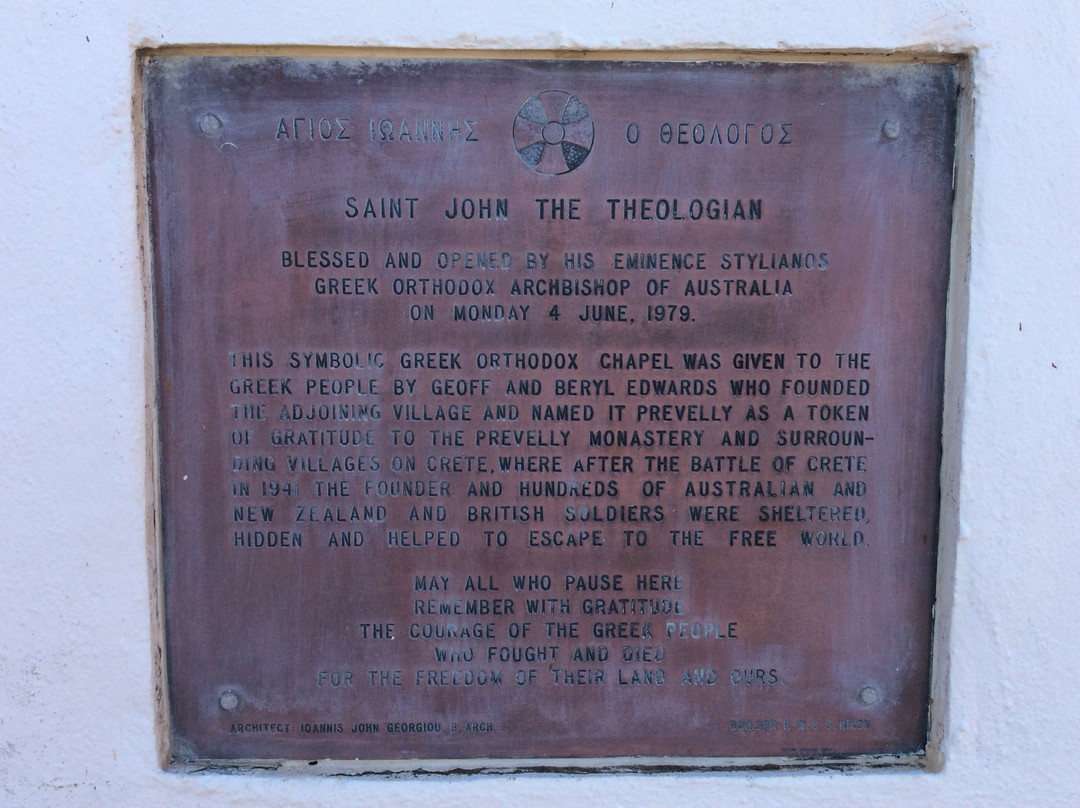 ΑΓΙΟΣ ΙΩΑΝΝΗΣ Ο ΘΕΟΛΟΓΟΣ
SAINT JOHN THE THEOLOGIAN
BLESSED AND OPENED BY HIS EMINENCE STYLIANOS
GREEK ORTHODOX ARCHBISHOP OF AUSTRALIA
ON MONDAY 4 JUNE, 1979.
THIS SYMBOLIC GREEK ORTHODOX CHAPEL WAS GIVEN TO THE
GREEK PEOPLE BY GEOFF AND BERYL EDWARDS WHO FOUNDED
THE ADJOINING VILLAGE AND NAMED IT PREVELLY AS A TOKEN
OF GRATITUDE TO THE PREVELLY MONASTERY AND SURROUN-
DING VILLAGES ON CRETE, WHERE AFTER THE BATTLE OF CRETE
IN 1941 THE FOUNDER AND HUNDREDS OF AUSTRALIAN AND
NEW ZEALAND AND BRITISH SOLDIERS WERE SHELTERED,
HIDDEN AND HELPED TO ESCAPE TO THE FREE WORLD.
MAY ALL WHO PAUSE HERE
REMEMBER WITH GRATITUDE
THE COURAGE OF THE GREEK PEOPLE
WHO FOUGHT AND DIED
FOR THE FREEDOM OF THEIR LAND AND OURS
ARCHITECT: IOANNIS JOHN GEORGIOU B. ARCH.
BUILDER